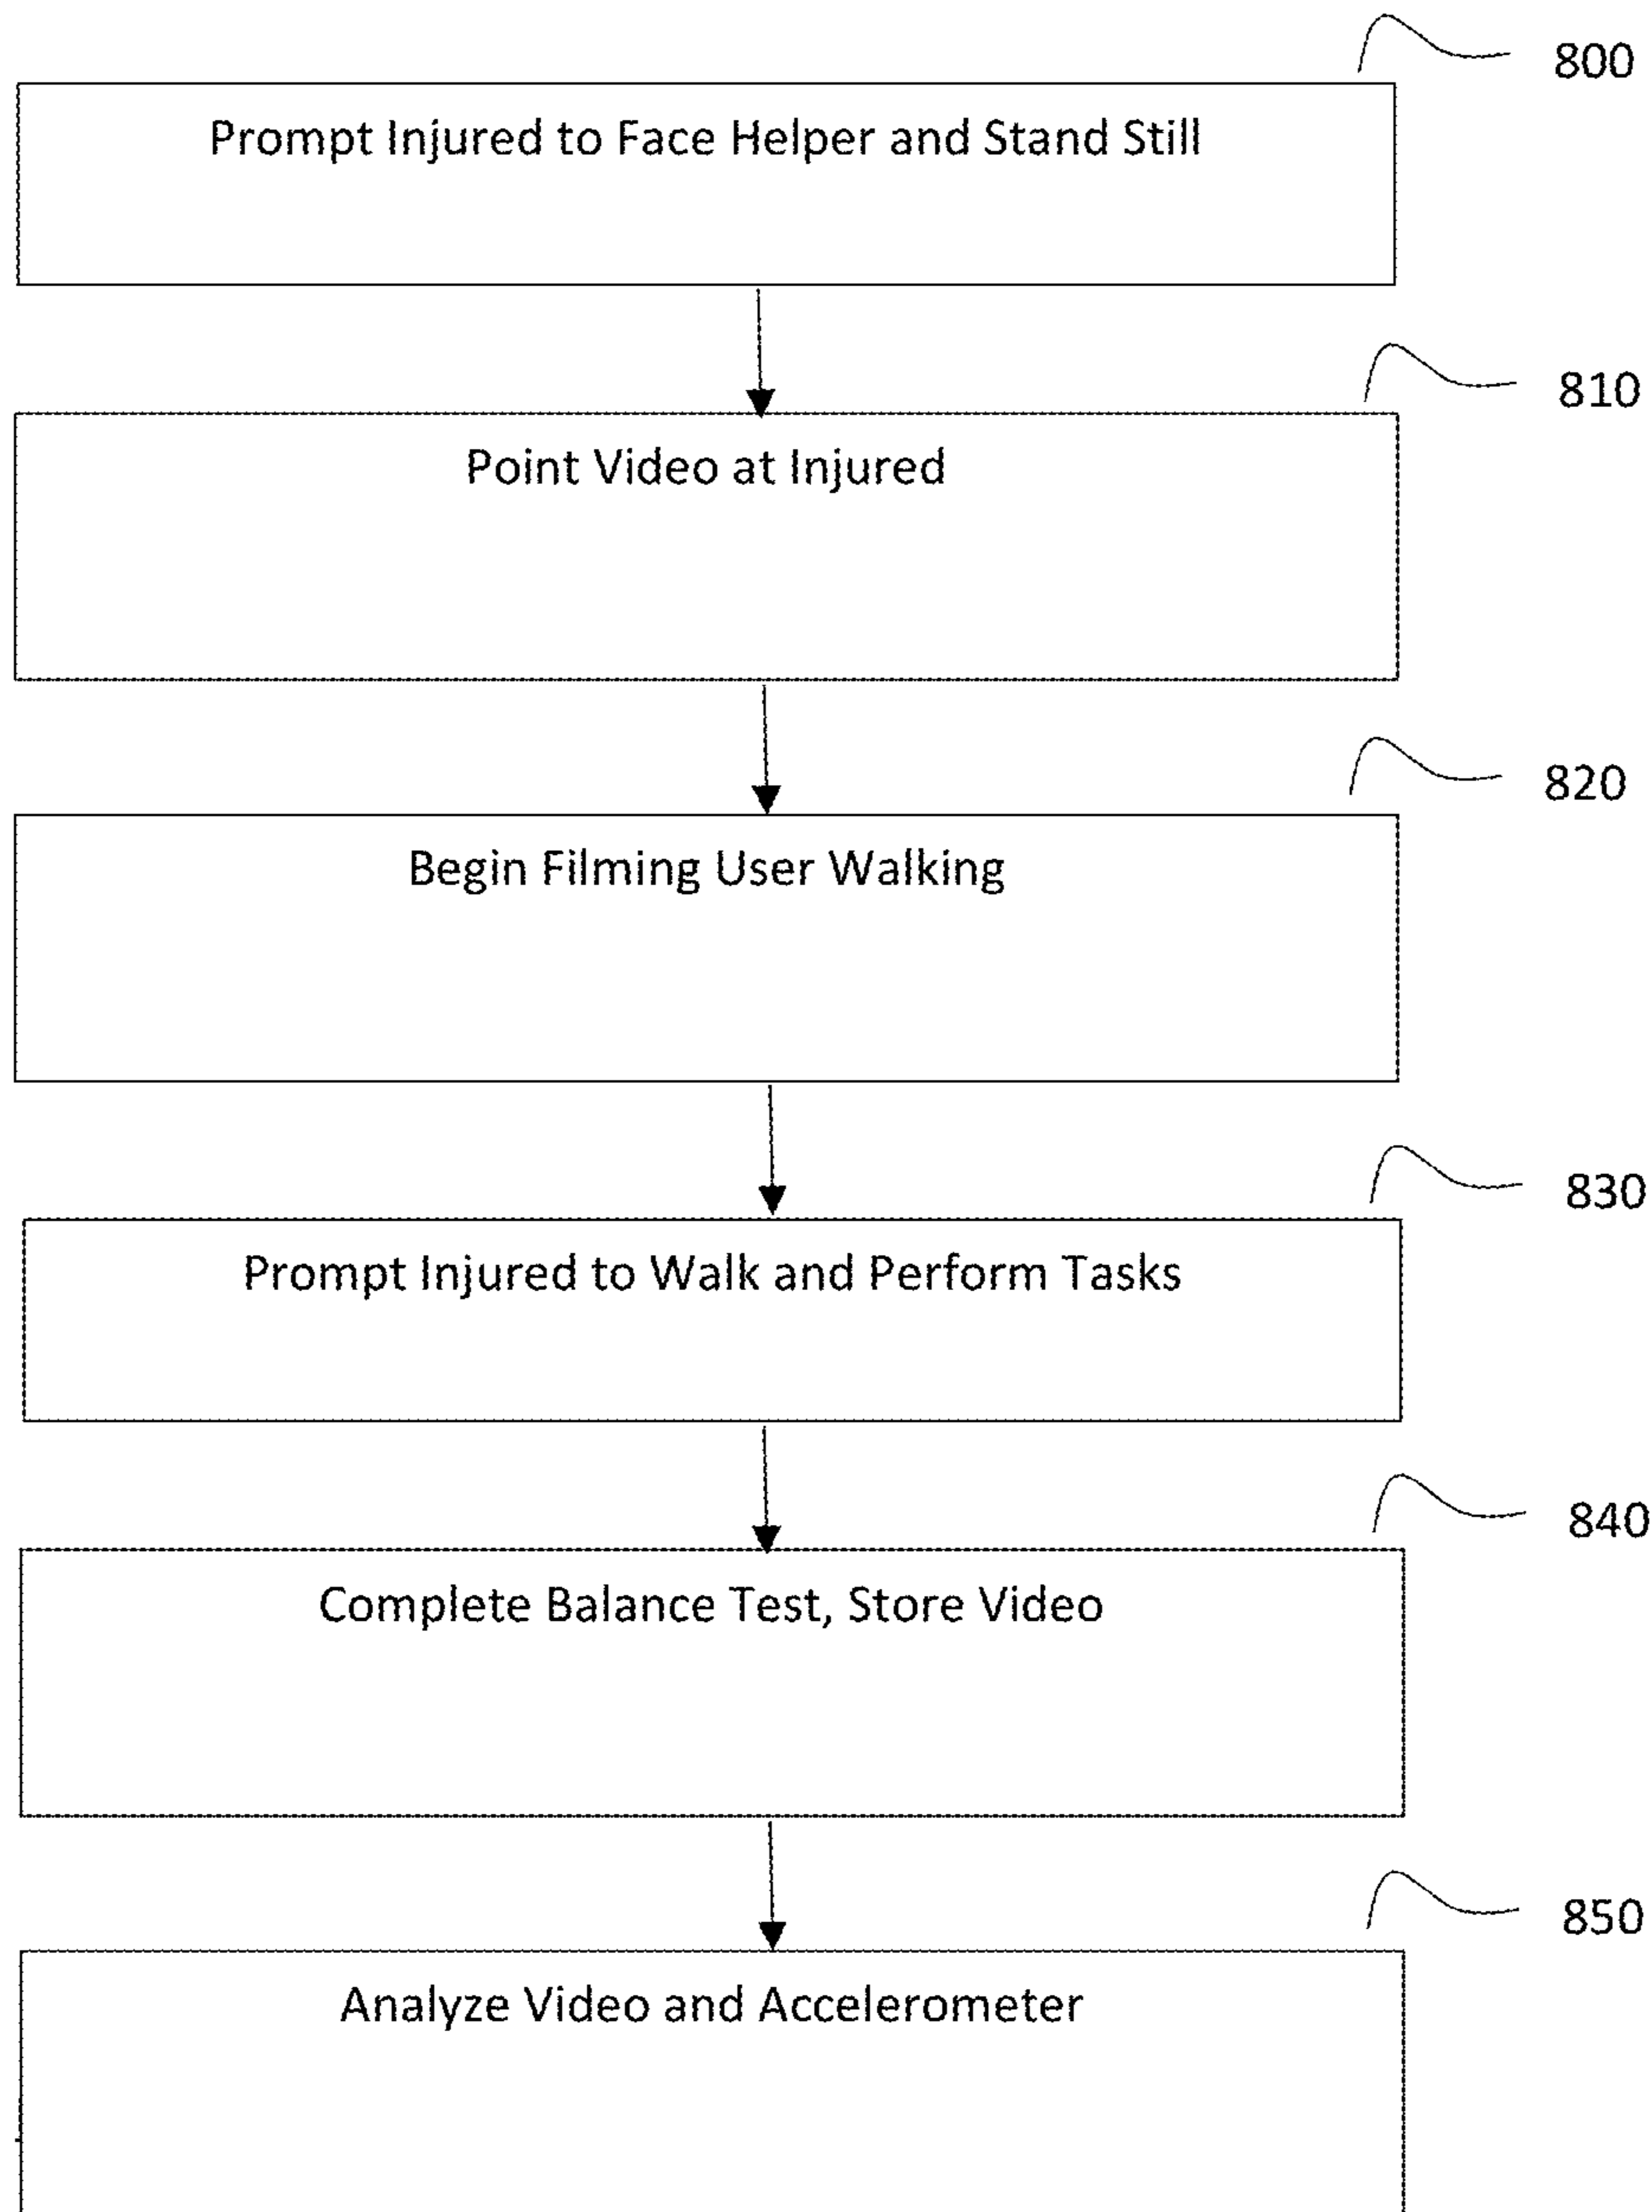 800
Prompt Injured to Face Helper and Stand Still
810
Point Video at Injured
820
Begin Filming User Walking
830
Prompt Injured to Walk and Perform Tasks
840
Complete Balance Test, Store Video
850
Analyze Video and Accelerometer